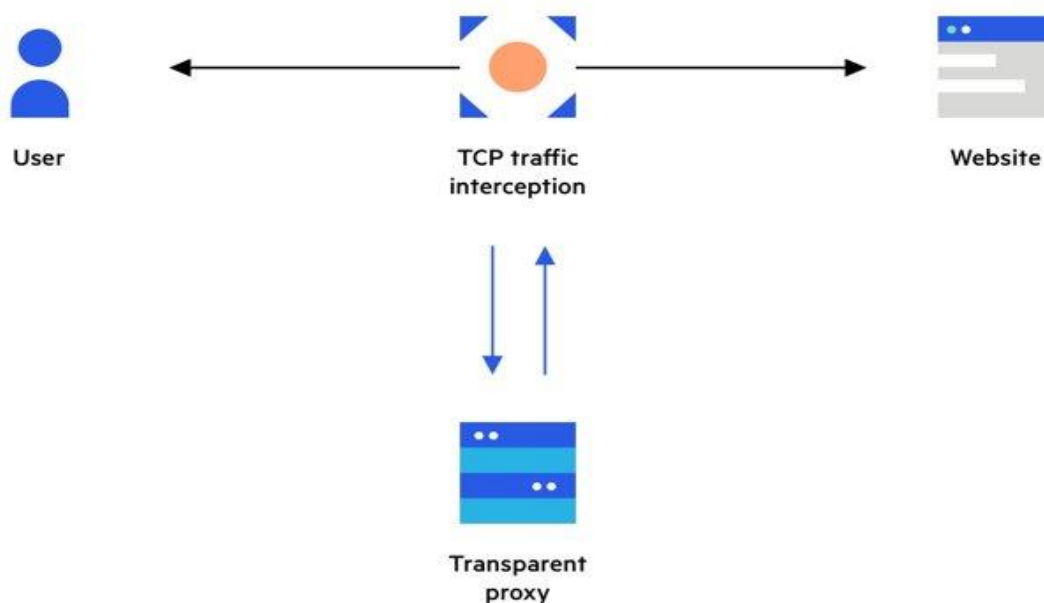 User
TCP traffic
interception
Website
Transparent
proxy